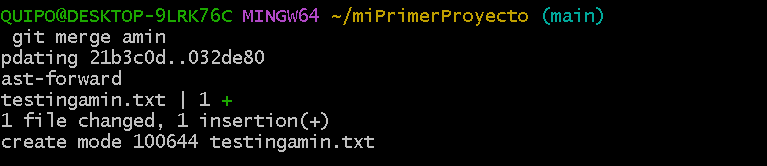 QUIPO@DESKTOP-9LRK76C MINGW64 ~/miPrimerProyecto (main)
git merge amin
pdating 21b3c0d..032de80
ast-forward
testingamin.txt | 1 +
1 file changed, 1 insertion(+)
create mode 100644 testingamin.txt